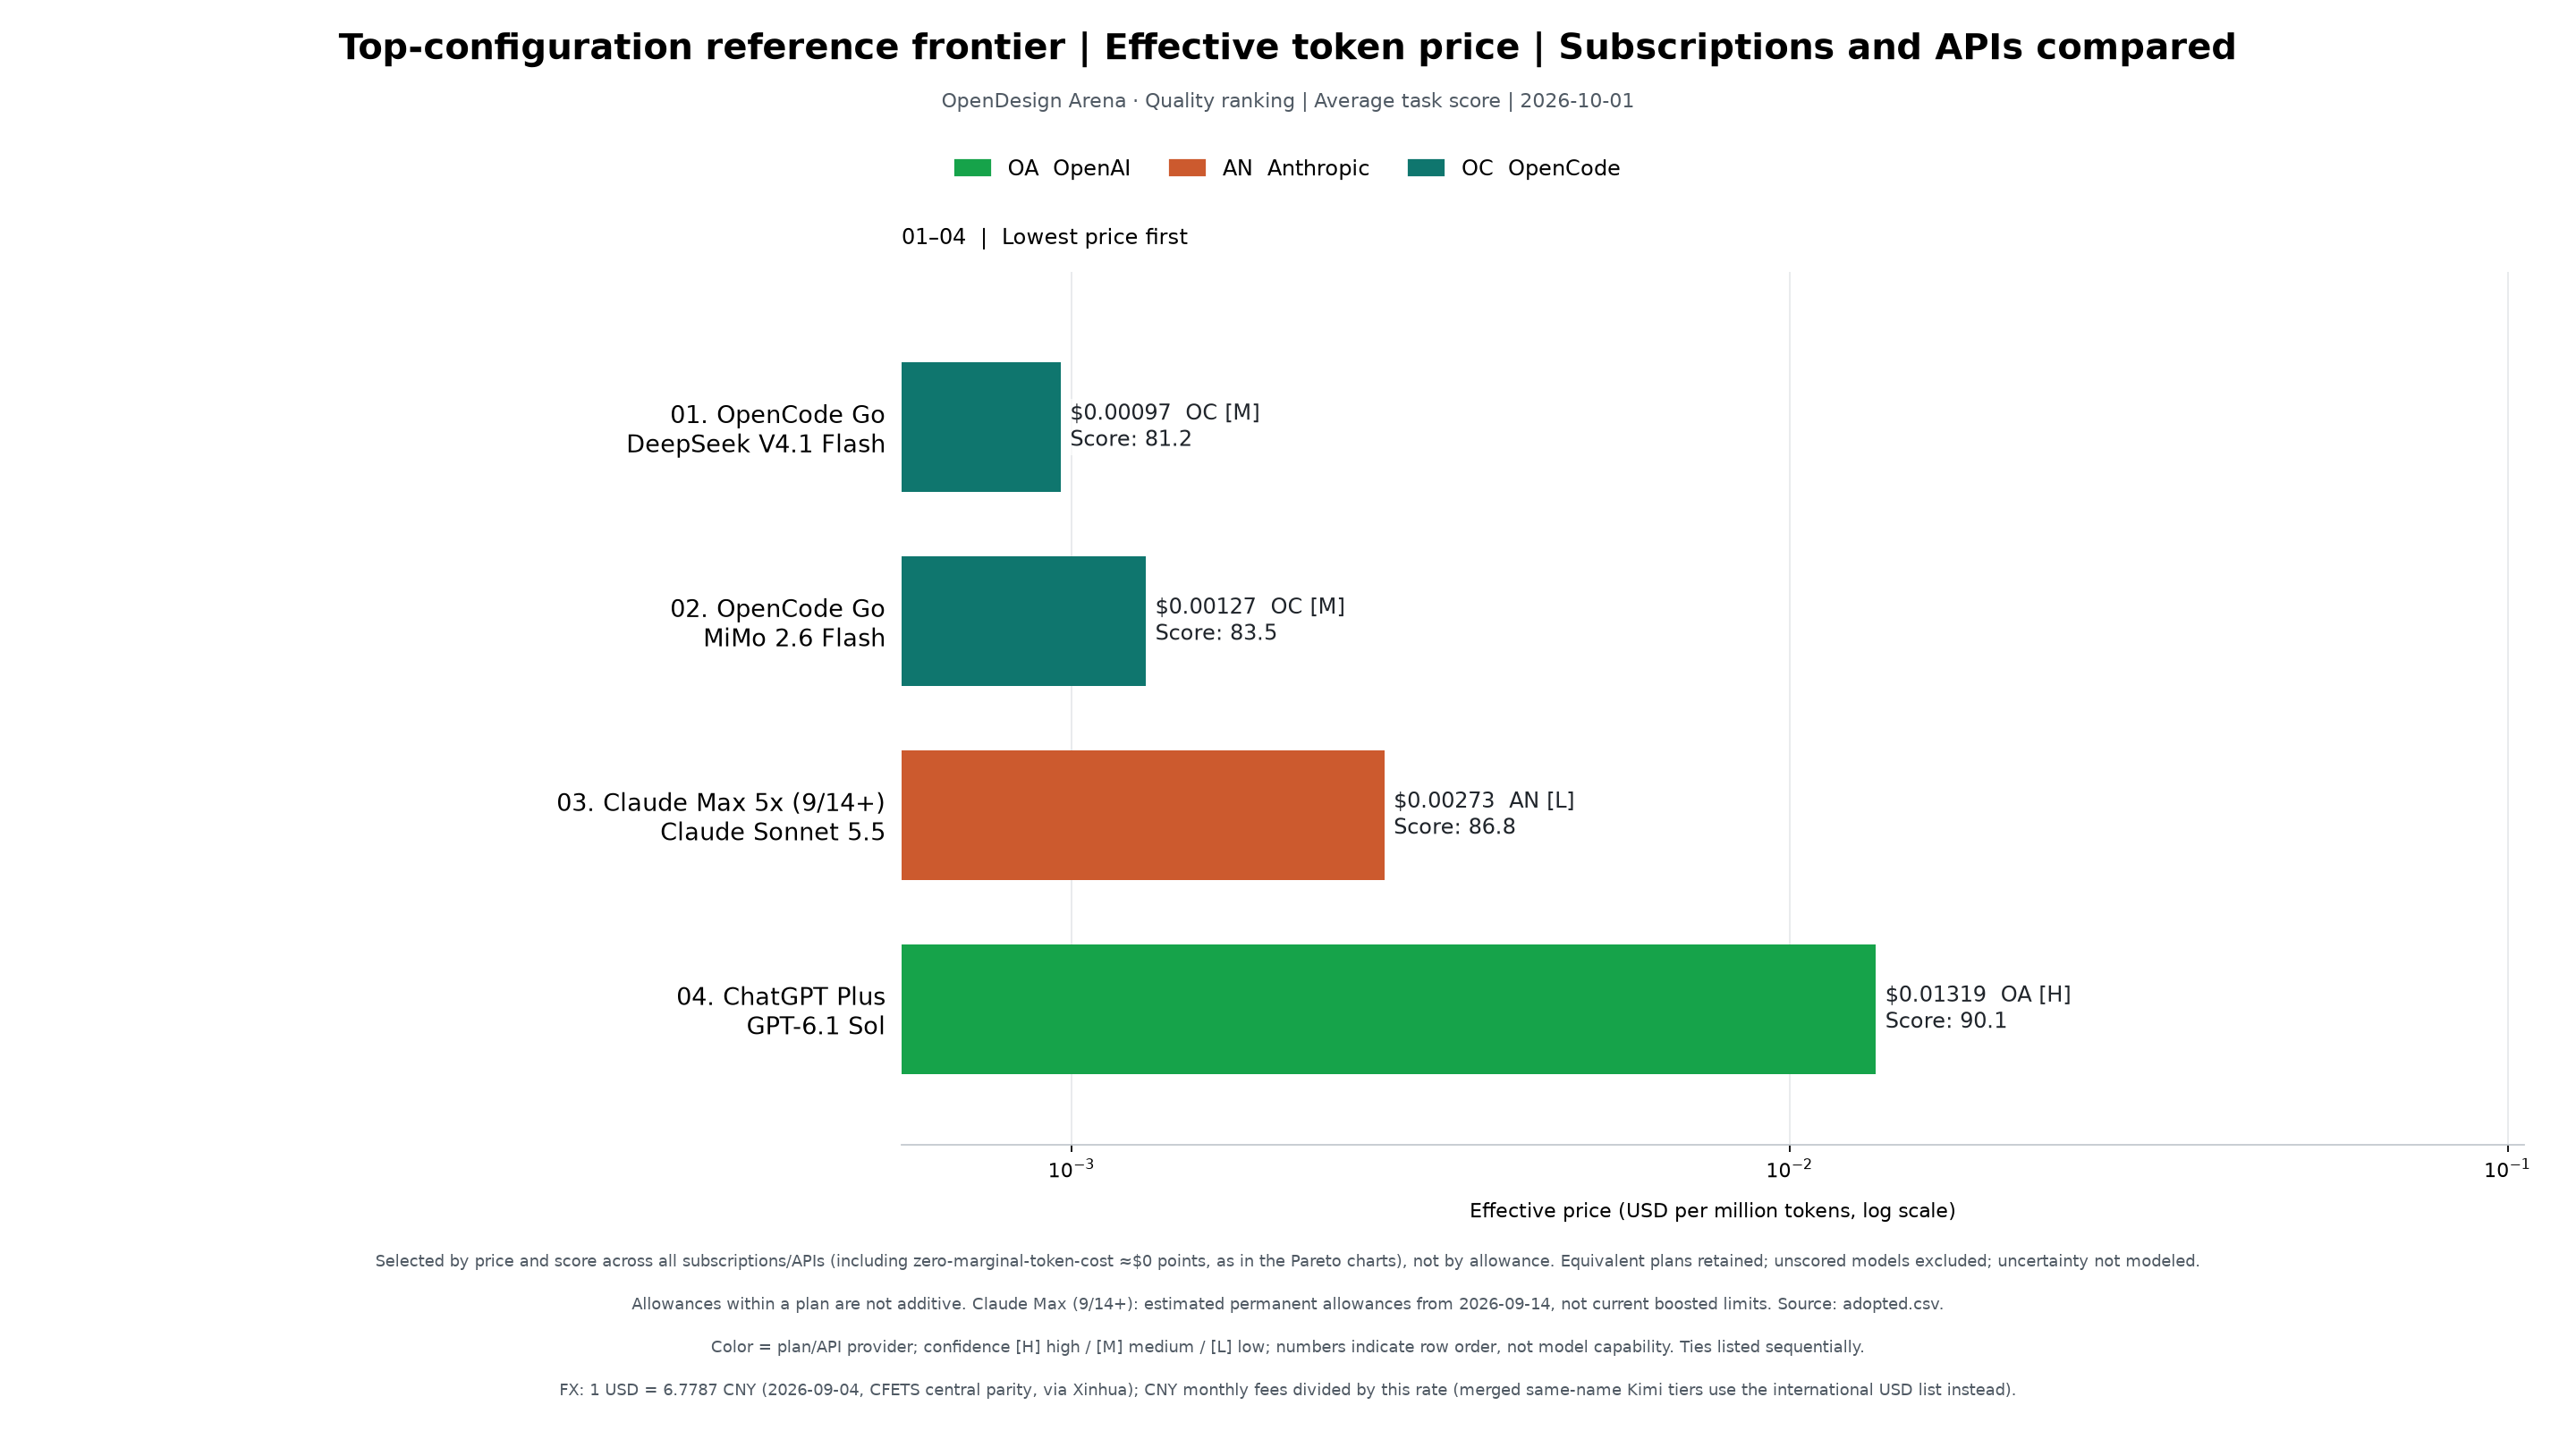 Top-configuration reference frontier | Effective token price | Subscriptions and APIs compared
OpenDesign Arena · Quality ranking | Average task score | 2026-10-01
OA OpenAI AN Anthropic OC OpenCode
01–04 | Lowest price first
01. OpenCode Go
DeepSeek V4.1 Flash
$0.00097 OC [M]
Score: 81.2
02. OpenCode Go
MiMo 2.6 Flash
$0.00127 OC [M]
Score: 83.5
03. Claude Max 5x (9/14+)
Claude Sonnet 5.5
$0.00273 AN [L]
Score: 86.8
04. ChatGPT Plus
GPT-6.1 Sol
$0.01319 OA [H]
Score: 90.1
10⁻³ 10⁻² 10⁻¹
Effective price (USD per million tokens, log scale)
Selected by price and score across all subscriptions/APIs (including zero-marginal-token-cost ≈$0 points, as in the Pareto charts), not by allowance. Equivalent plans retained; unscored models excluded; uncertainty not modeled.
Allowances within a plan are not additive. Claude Max (9/14+): estimated permanent allowances from 2026-09-14, not current boosted limits. Source: adopted.csv.
Color = plan/API provider; confidence [H] high / [M] medium / [L] low; numbers indicate row order, not model capability. Ties listed sequentially.
FX: 1 USD = 6.7787 CNY (2026-09-04, CFETS central parity, via Xinhua); CNY monthly fees divided by this rate (merged same-name Kimi tiers use the international USD list instead).